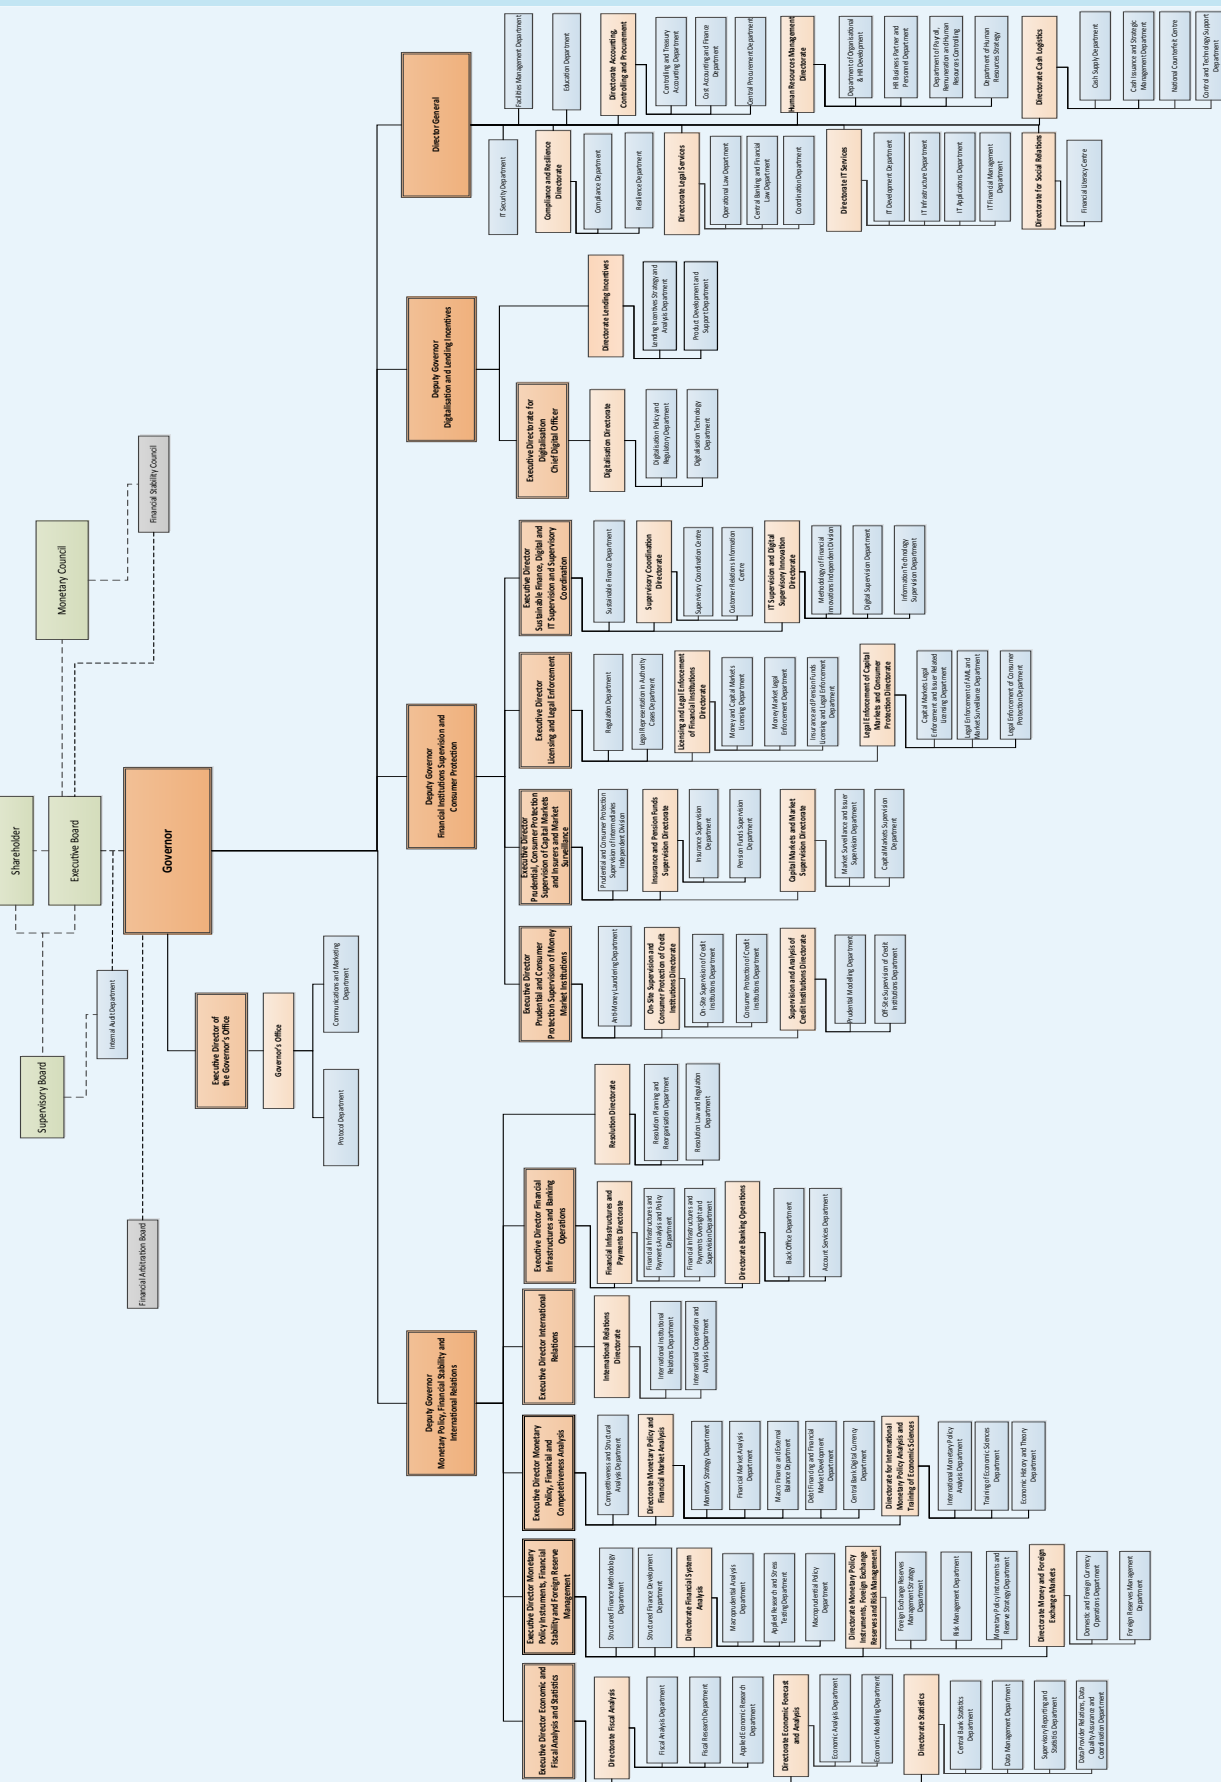 Shareholder
Supervisory Board
Executive Board
Monetary Council
Internal Audit Department
Financial Arbitration Board
Financial Stability Council
Governor
Executive Director of
the Governor's Office
Governor's Office
Protocol Department
Communications and Marketing
Department
Deputy Governor
Monetary Policy, Financial Stability and
International Relations
Executive Director Economic and
Fiscal Analysis and Statistics
Directorate Fiscal Analysis
Fiscal Analysis Department
Fiscal Research Department
Applied Economic Research
Department
Directorate Economic Forecast
and Analysis
Economic Analysis Department
Economic Modelling Department
Directorate Statistics
Central Bank Statistics
Department
Data Management Department
Supervisory Reporting and
Statistics Department
Data Provider Relations, Data
Quality Assurance and
Coordination Department
Executive Director Monetary
Policy Instruments, Financial
Stability and Foreign Reserve
Management
Structured Finance Methodology
Department
Structured Finance Development
Department
Directorate Financial System
Analysis
Macroprudential Analysis
Department
Applied Research and Stress
Testing Department
Macroprudential Policy
Department
Directorate Monetary Policy
Instruments, Foreign Exchange
Reserves and Risk Management
Foreign Exchange Reserves
Management Strategy
Department
Risk Management Department
Monetary Policy Instruments and
Reserve Strategy Department
Directorate Money and Foreign
Exchange Markets
Domestic and Foreign Currency
Operations Department
Foreign Reserves Management
Department
Executive Director Monetary
Policy, Financial and
Competetiveness Analysis
Competitiveness and Structural
Analysis Department
Directorate Monetary Policy and
Financial Market Analysis
Monetary Strategy Department
Financial Market Analysis
Department
Macro Finance and External
Balance Department
Debt Financing and Financial
Market Development
Department
Central Bank Digital Currency
Department
Directorate for International
Monetary Policy Analysis and
Training of Economic Sciences
International Monetary Policy
Analysis Department
Training of Economic Sciences
Department
Economic History and Theory
Department
Executive Director International
Relations
International Relations
Directorate
International Institutional
Relations Department
International Cooperation and
Analysis Department
Executive Director Financial
Infrastructures and Banking
Operations
Financial Infrastructures and
Payments Directorate
Financial Infrastructures and
Payments Analysis and Policy
Department
Financial Infrastructures and
Payments Oversight and
Supervision Department
Directorate Banking Operations
Back Office Department
Account Services Department
Resolution Directorate
Resolution Planning and
Reorganisation Department
Resolution Law and Regulation
Department
Deputy Governor
Financial Institutions Supervision and
Consumer Protection
Executive Director
Prudential and Consumer
Protection Supervision of Money
Market Institutions
Anti-Money Laundering Department
On-Site Supervision and
Consumer Protection of Credit
Institutions Directorate
On-Site Supervision of Credit
Institutions Department
Consumer Protection of Credit
Institutions Department
Supervision and Analysis of
Credit Institutions Directorate
Prudential Modeling Department
Off-Site Supervision of Credit
Institutions Department
Executive Director
Prudential, Consumer Protection
Supervision of Capital Markets
and Insurers and Market
Surveillance
Prudential and Consumer Protection
Supervision of Intermediaries
Independent Division
Insurance and Pension Funds
Supervision Directorate
Insurance Supervision
Department
Pension Funds Supervision
Department
Capital Markets and Market
Supervision Directorate
Market Surveillance and Issuer
Supervision Department
Capital Markets Supervision
Department
Executive Director
Licensing and Legal Enforcement
Regulation Department
Legal Representation in Authority
Cases Department
Licensing and Legal Enforcement
of Financial Institutions
Directorate
Money and Capital Markets
Licensing Department
Money Market Legal
Enforcement Department
Insurance and Pension Funds
Licensing and Legal Enforcement
Department
Legal Enforcement of Capital
Markets and Consumer
Protection Directorate
Capital Markets Legal
Enforcement and Issuer Related
Licensing Department
Legal Enforcement of AML and
Market Surveillance Department
Legal Enforcement of Consumer
Protection Department
Executive Director
Sustainable Finance, Digital and
IT Supervision and Supervisory
Coordination
Sustainable Finance Department
Supervisory Coordination
Directorate
Supervisory Coordination Centre
Customer Relations Information
Centre
IT Supervision and Digital
Supervisory Innovation
Directorate
Methodology of Financial
Innovations Independent Division
Digital Supervision Department
Information Technology
Supervision Department
Deputy Governor
Digitalisation and Lending Incentives
Executive Directorate for
Digitalisation
Chief Digital Officer
Digitalisation Directorate
Digitalisation Policy and
Regulatory Department
Digitalisation Technology
Department
Directorate Lending Incentives
Lending Incentives Strategy and
Analysis Department
Product Development and
Support Department
Director General
IT Security Department
Compliance and Resilience
Directorate
Compliance Department
Resilience Department
Directorate Legal Services
Operational Law Department
Central Banking and Financial
Law Department
Coordination Department
Directorate IT Services
IT Development Department
IT Infrastructure Department
IT Applications Department
IT Financial Management
Department
Directorate for Social Relations
Financial Literacy Centre
Facilities Management Department
Education Department
Directorate Accounting,
Controlling and Procurement
Controlling and Treasury
Accounting Department
Cost Accounting and Finance
Department
Central Procurement Department
Human Resources Management
Directorate
Department of Organisational
& HR Development
HR Business Partner and
Personnel Department
Department of Payroll,
Remuneration and Human
Resources Controlling
Department of Human
Resources Strategy
Directorate Cash Logistics
Cash Supply Department
Cash Issuance and Strategic
Management Department
National Counterfeit Centre
Control and Technology Support
Department